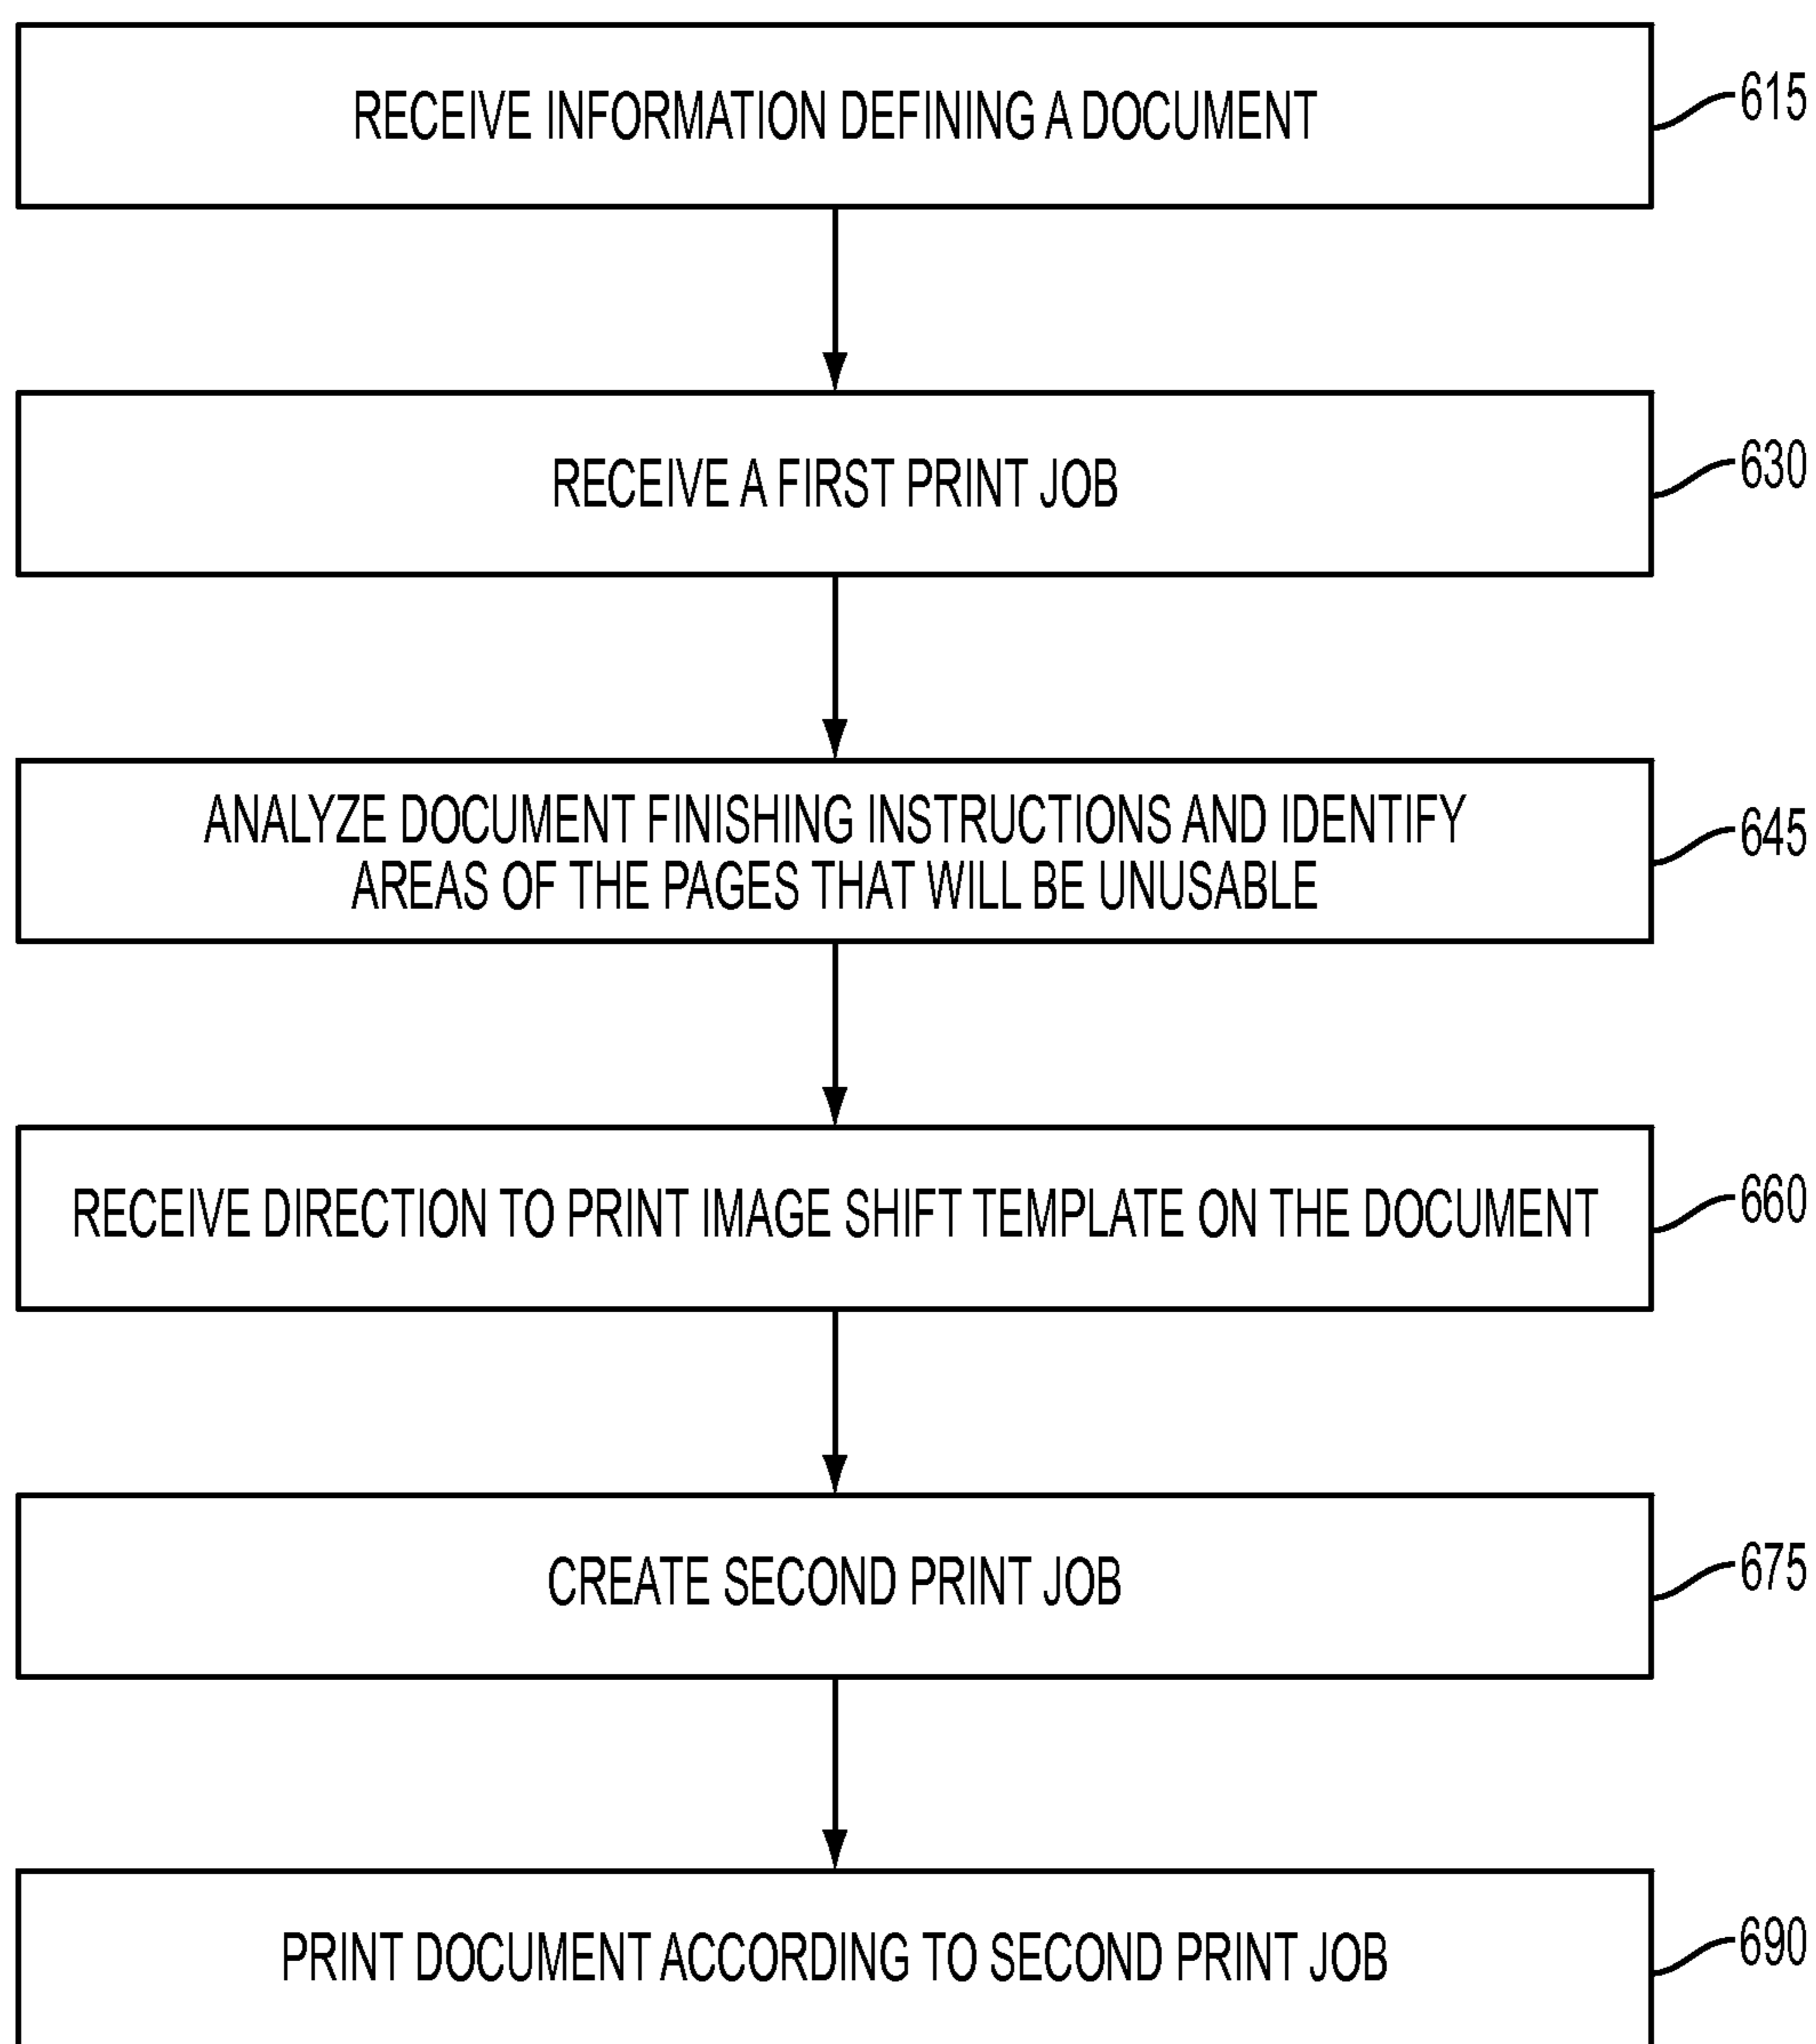 RECEIVE INFORMATION DEFINING A DOCUMENT
615
RECEIVE A FIRST PRINT JOB
630
ANALYZE DOCUMENT FINISHING INSTRUCTIONS AND IDENTIFY
AREAS OF THE PAGES THAT WILL BE UNUSABLE
645
RECEIVE DIRECTION TO PRINT IMAGE SHIFT TEMPLATE ON THE DOCUMENT
660
CREATE SECOND PRINT JOB
675
PRINT DOCUMENT ACCORDING TO SECOND PRINT JOB
690